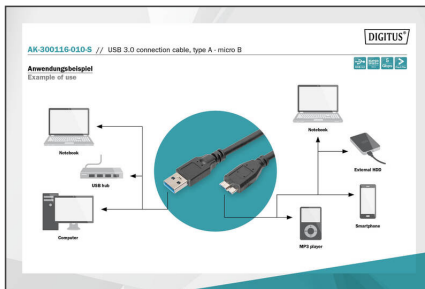 DIGITUS®
AK-300116-010-S // USB 3.0 connection cable, type A - micro B
Anwendungsbeispiel
Example of use
Notebook
USB hub
Computer
Notebook
External HDD
Smartphone
MP3 player